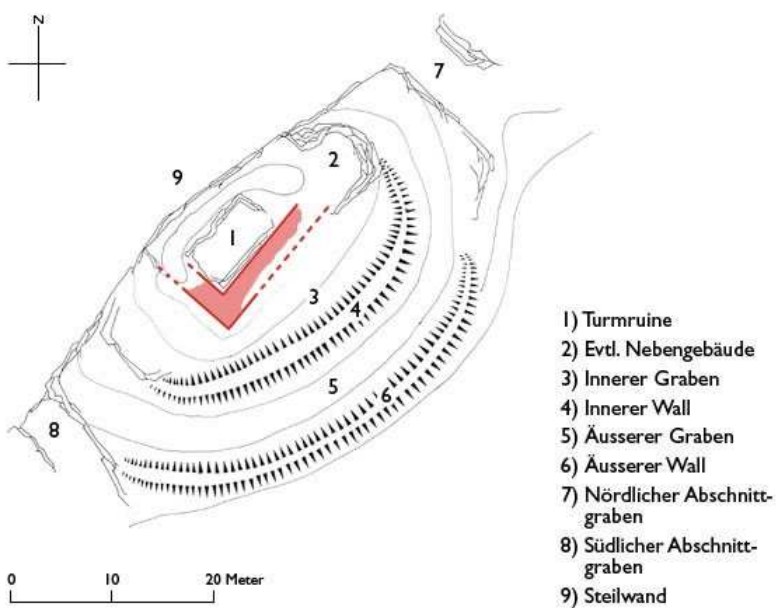 N
7
2
9
1
3
4
5
6
8
1) Turmruine
2) Evtl. Nebengebäude
3) Innerer Graben
4) Innerer Wall
5) Äusserer Graben
6) Äusserer Wall
7) Nördlicher Abschnitt-
graben
8) Südlicher Abschnitt-
graben
9) Steilwand
0 10 20 Meter